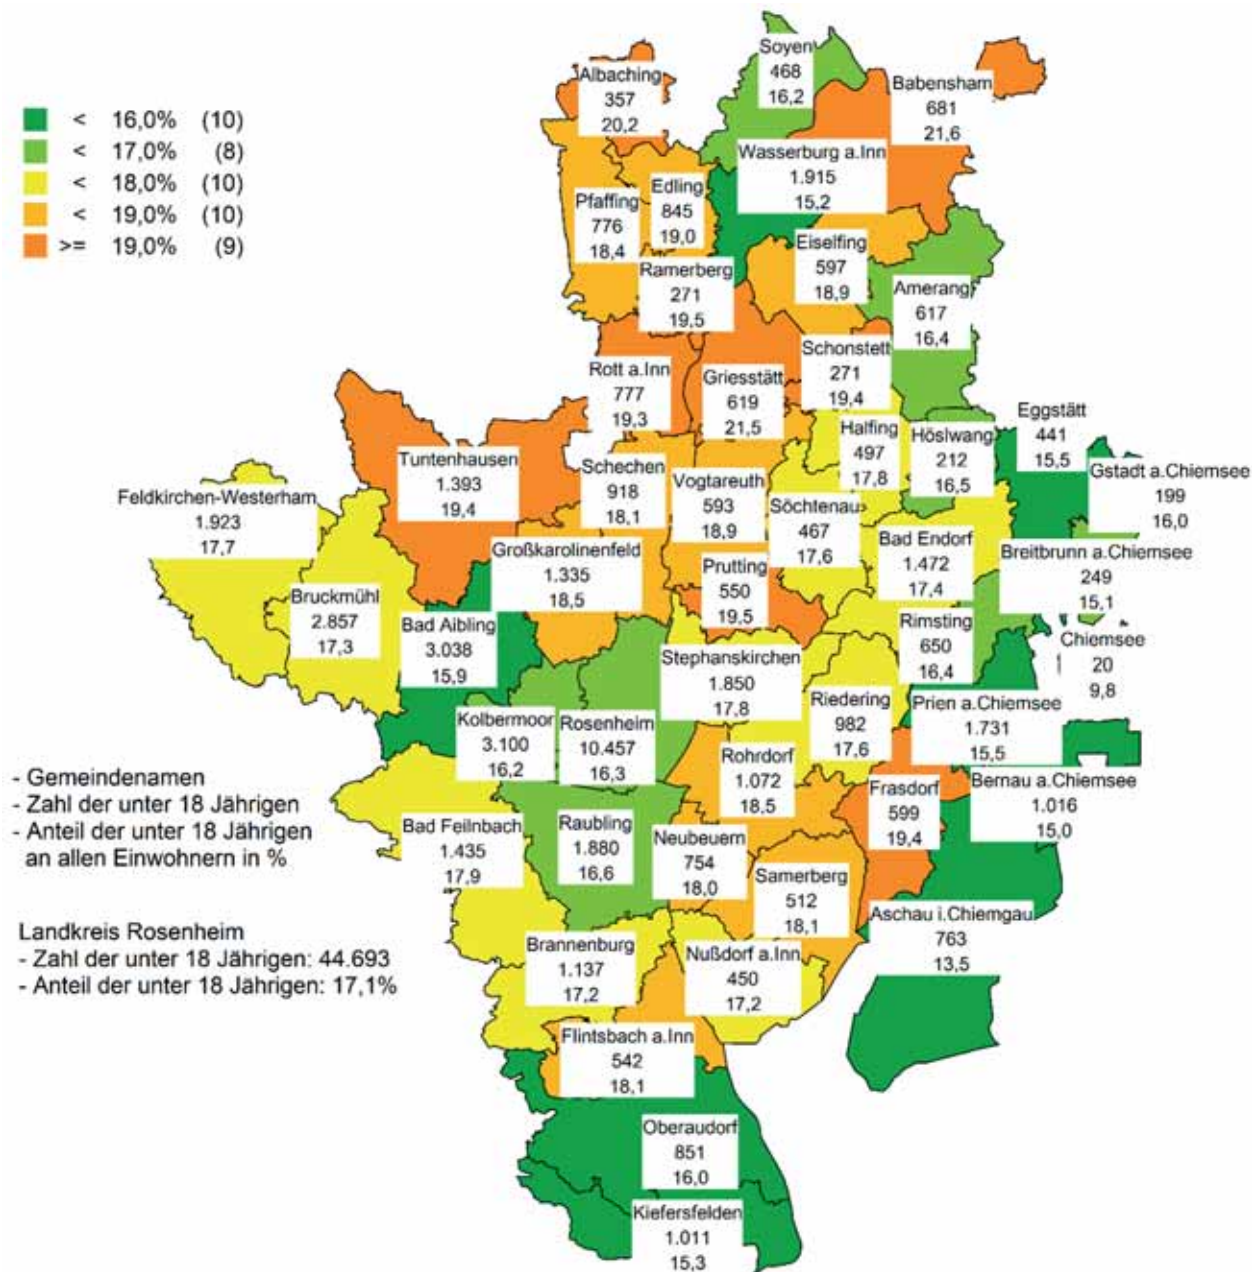 < 16,0% (10)
< 17,0% (8)
< 18,0% (10)
< 19,0% (10)
>= 19,0% (9)
Soyen
468
16,2
Albaching
357
20,2
Babensham
681
21,6
Wasserburg a.Inn
1.915
15,2
Edling
845
19,0
Pfaffing
776
18,4
Eiselfing
597
18,9
Ramerberg
271
19,5
Amerang
617
16,4
Schonstett
271
19,4
Rott a.Inn
777
19,3
Griesstätt
619
21,5
Eggstätt
441
15,5
Halfing
497
17,8
Höslwang
212
16,5
Tuntenhausen
1.393
19,4
Schechen
918
18,1
Vogtareuth
593
18,9
Gstadt a.Chiemsee
199
16,0
Feldkirchen-Westerham
1.923
17,7
Söchtenau
467
17,6
Bad Endorf
1.472
17,4
Großkarolinenfeld
1.335
18,5
Breitbrunn a.Chiemsee
249
15,1
Prutting
550
19,5
Bruckmühl
2.857
17,3
Bad Aibling
3.038
15,9
Rimsting
650
16,4
Chiemsee
20
9,8
Stephanskirchen
1.850
17,8
Riedering
982
17,6
Prien a.Chiemsee
1.731
15,5
Kolbermoor
3.100
16,2
Rosenheim
10.457
16,3
Rohrdorf
1.072
18,5
Frasdorf
599
19,4
Bernau a.Chiemsee
1.016
15,0
- Gemeindenamen
- Zahl der unter 18 Jährigen
- Anteil der unter 18 Jährigen
an allen Einwohnern in %
Bad Feilnbach
1.435
17,9
Raubling
1.880
16,6
Neubeuern
754
18,0
Samerberg
512
18,1
Aschau i.Chiemgau
763
13,5
Landkreis Rosenheim
- Zahl der unter 18 Jährigen: 44.693
- Anteil der unter 18 Jährigen: 17,1%
Brannenburg
1.137
17,2
Nußdorf a.Inn
450
17,2
Flintsbach a.Inn
542
18,1
Oberaudorf
851
16,0
Kiefersfelden
1.011
15,3